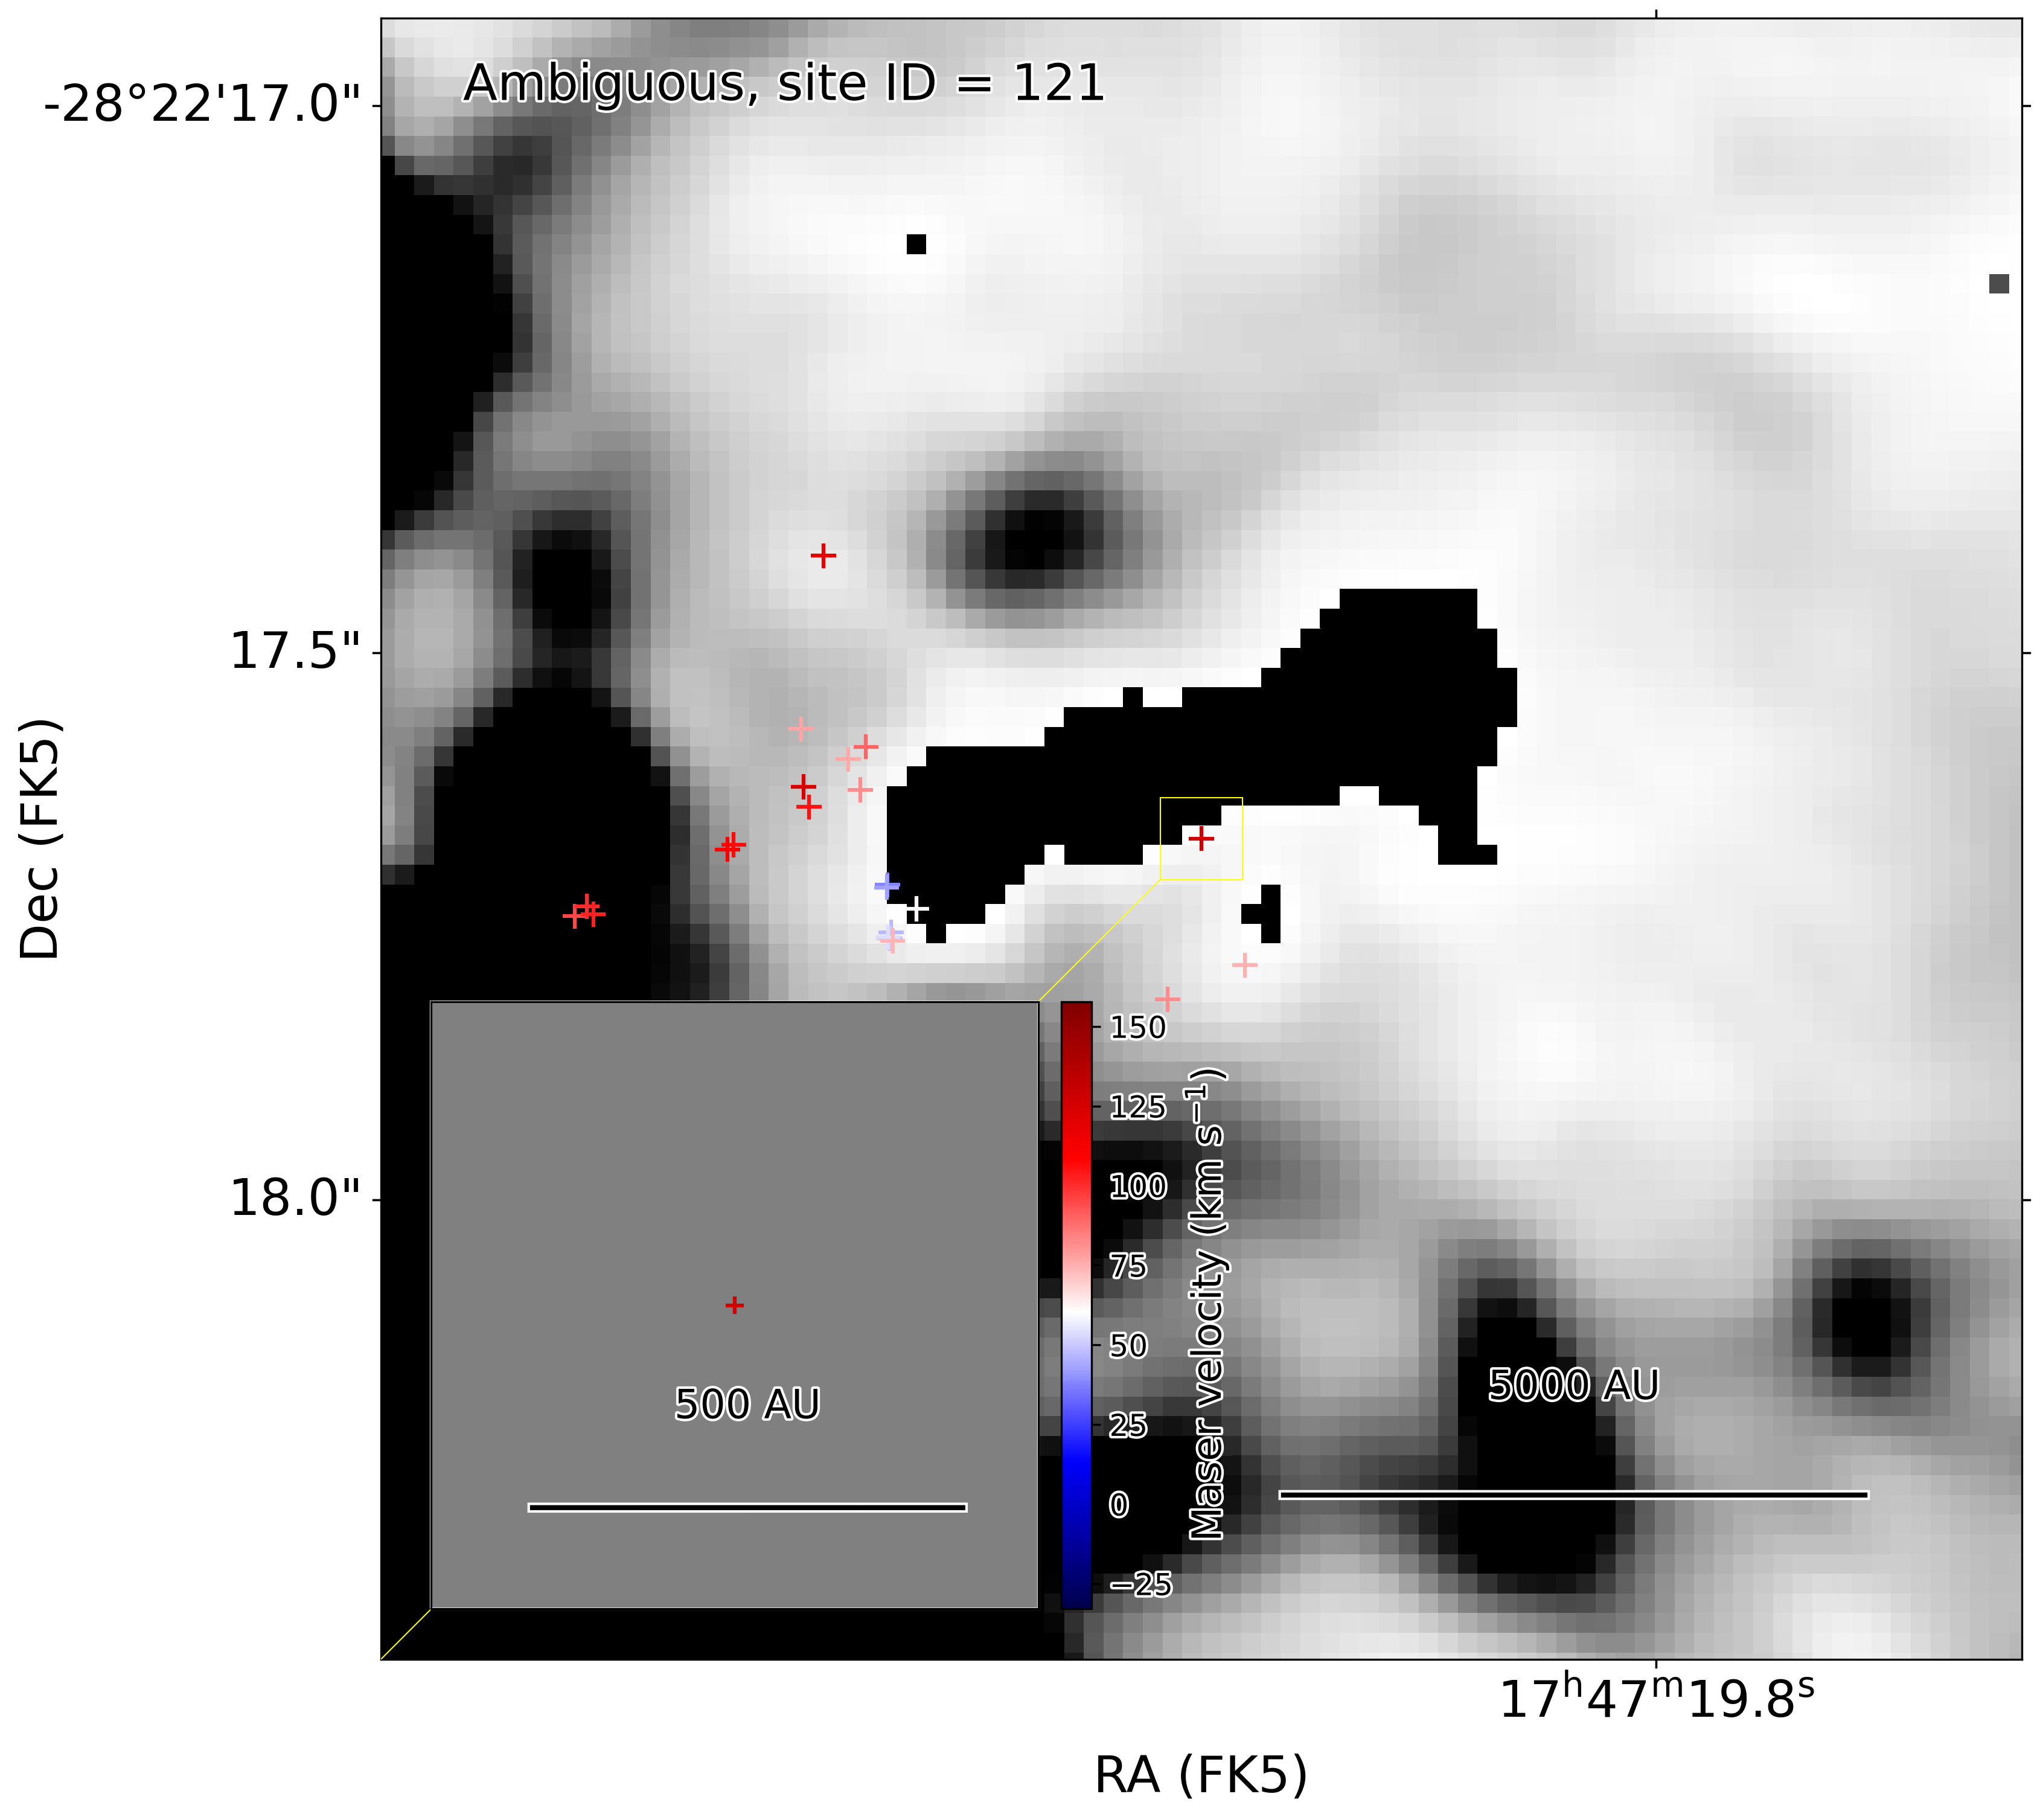 Ambiguous, site ID = 121
-28°22'17.0"
17.5"
18.0"
Dec (FK5)
500 AU
150
125
100
75
50
25
0
−25
Maser velocity (km s⁻¹)
5000 AU
17ʰ47ᵐ19.8ˢ
RA (FK5)